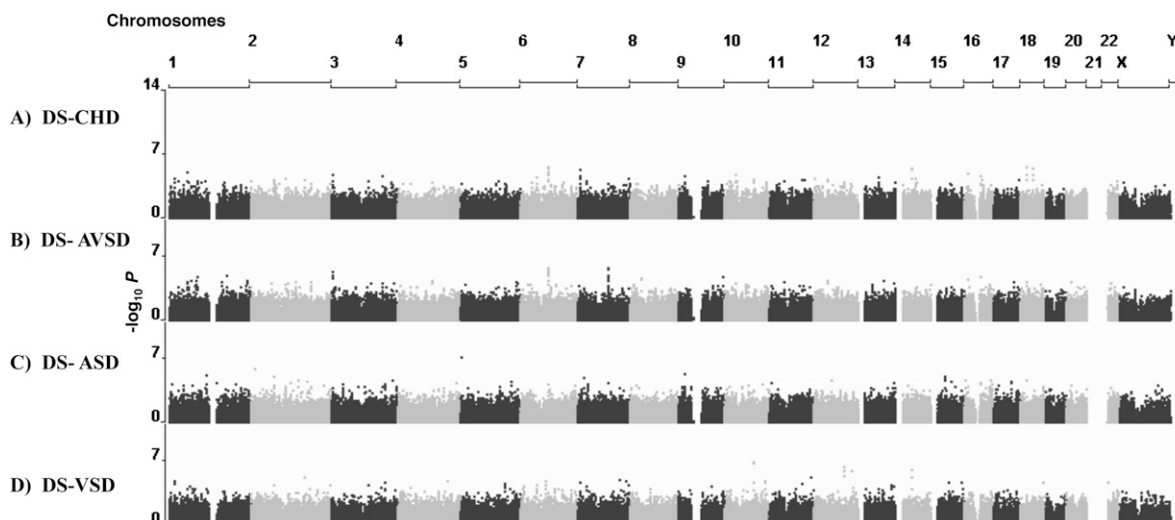 Chromosomes
2 4 6 8 10 12 14 16 18 20 22 Y
1 3 5 7 9 11 13 15 17 19 21 X
14
A) DS-CHD
7
0
B) DS- AVSD
7
-log10 P
0
C) DS- ASD
7
0
7
D) DS-VSD
0